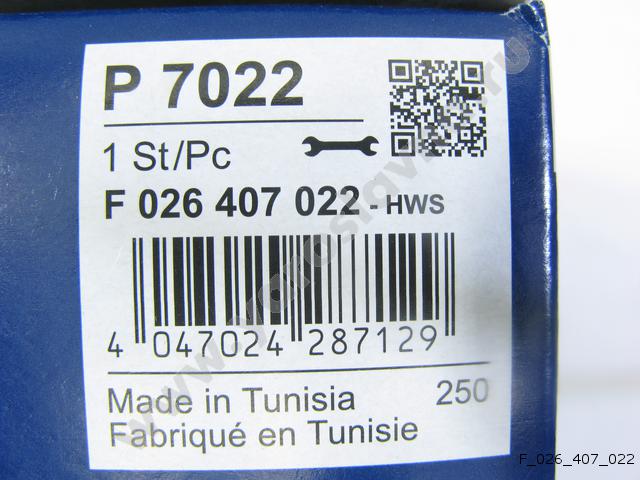 P 7022
1 St/Pc
F 026 407 022 - HWS
4 047024 287129
Made in Tunisia 250
Fabriqué en Tunisie
F_026_407_022